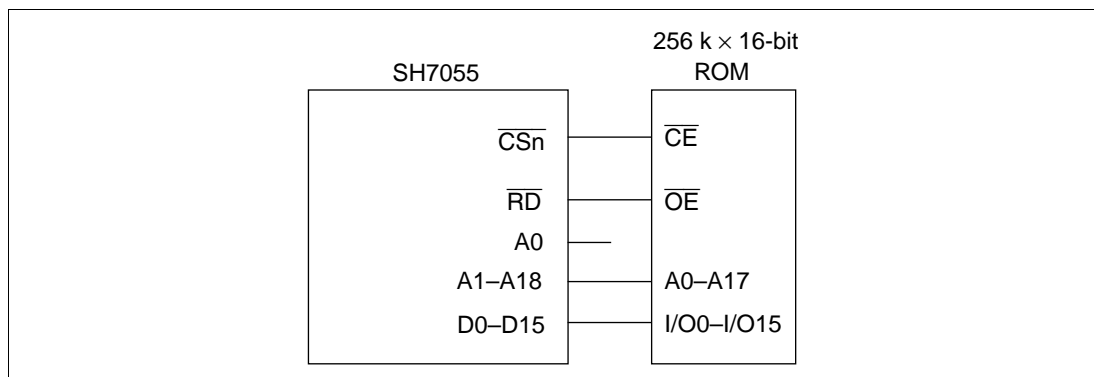 256 k × 16-bit
SH7055 ROM
CSn CE
RD OE
A0
A1–A18 A0–A17
D0–D15 I/O0–I/O15